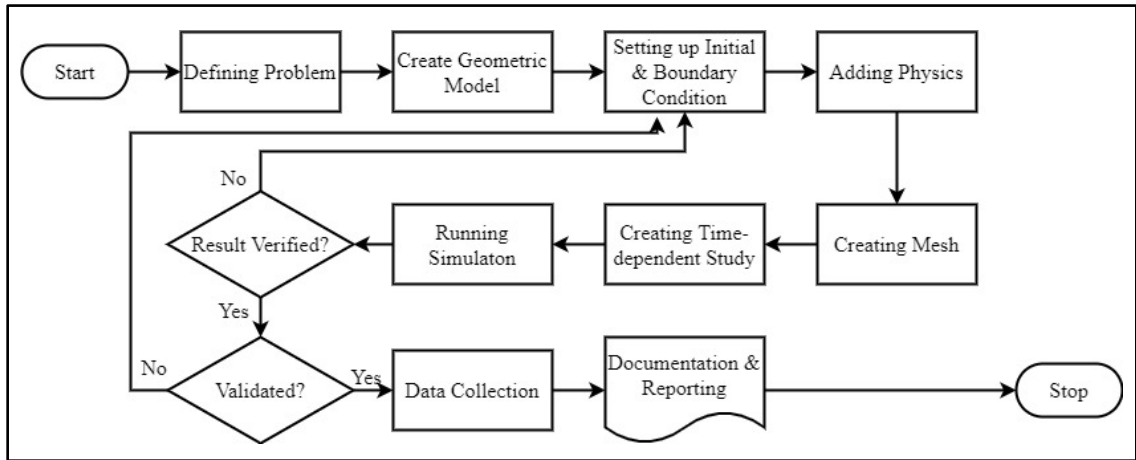 Start
Defining Problem
Create Geometric
Model
Setting up Initial
& Boundary
Condition
Adding Physics
No
Result Verified?
Running
Simulaton
Creating Time-
dependent Study
Creating Mesh
Yes
No
Validated?
Yes
Data Collection
Documentation &
Reporting
Stop